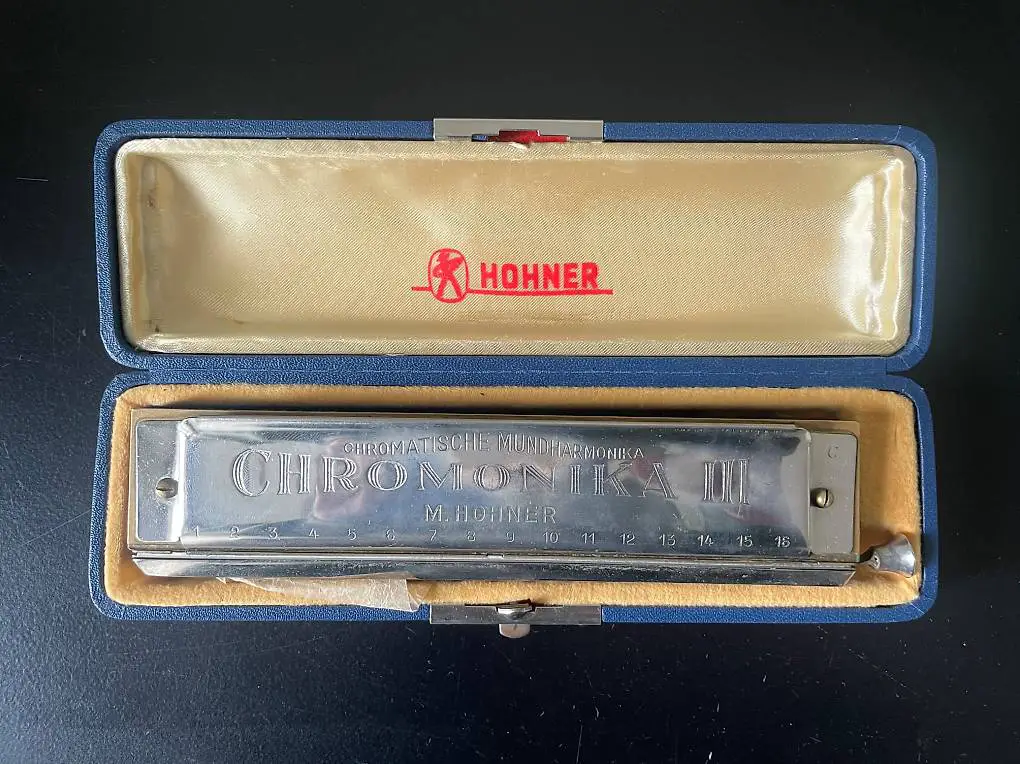 HOHNER
CHROMATISCHE MUNDHARMONIKA
C
CHROMONIKA III
M. HOHNER
1 2 3 4 5 6 7 8 9 10 11 12 13 14 15 16